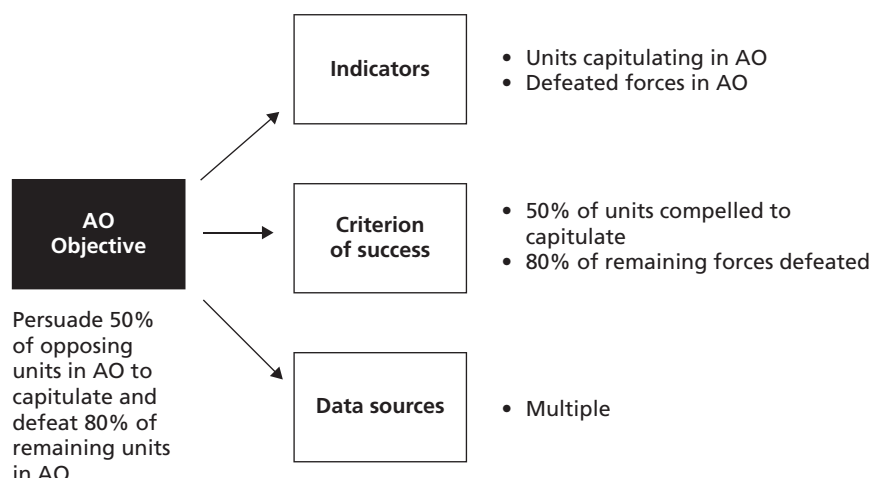 Indicators
• Units capitulating in AO
• Defeated forces in AO
AO
Objective
Criterion
of success
• 50% of units compelled to
capitulate
• 80% of remaining forces defeated
Persuade 50%
of opposing
units in AO to
capitulate and
defeat 80% of
remaining units
in AO
Data sources
• Multiple